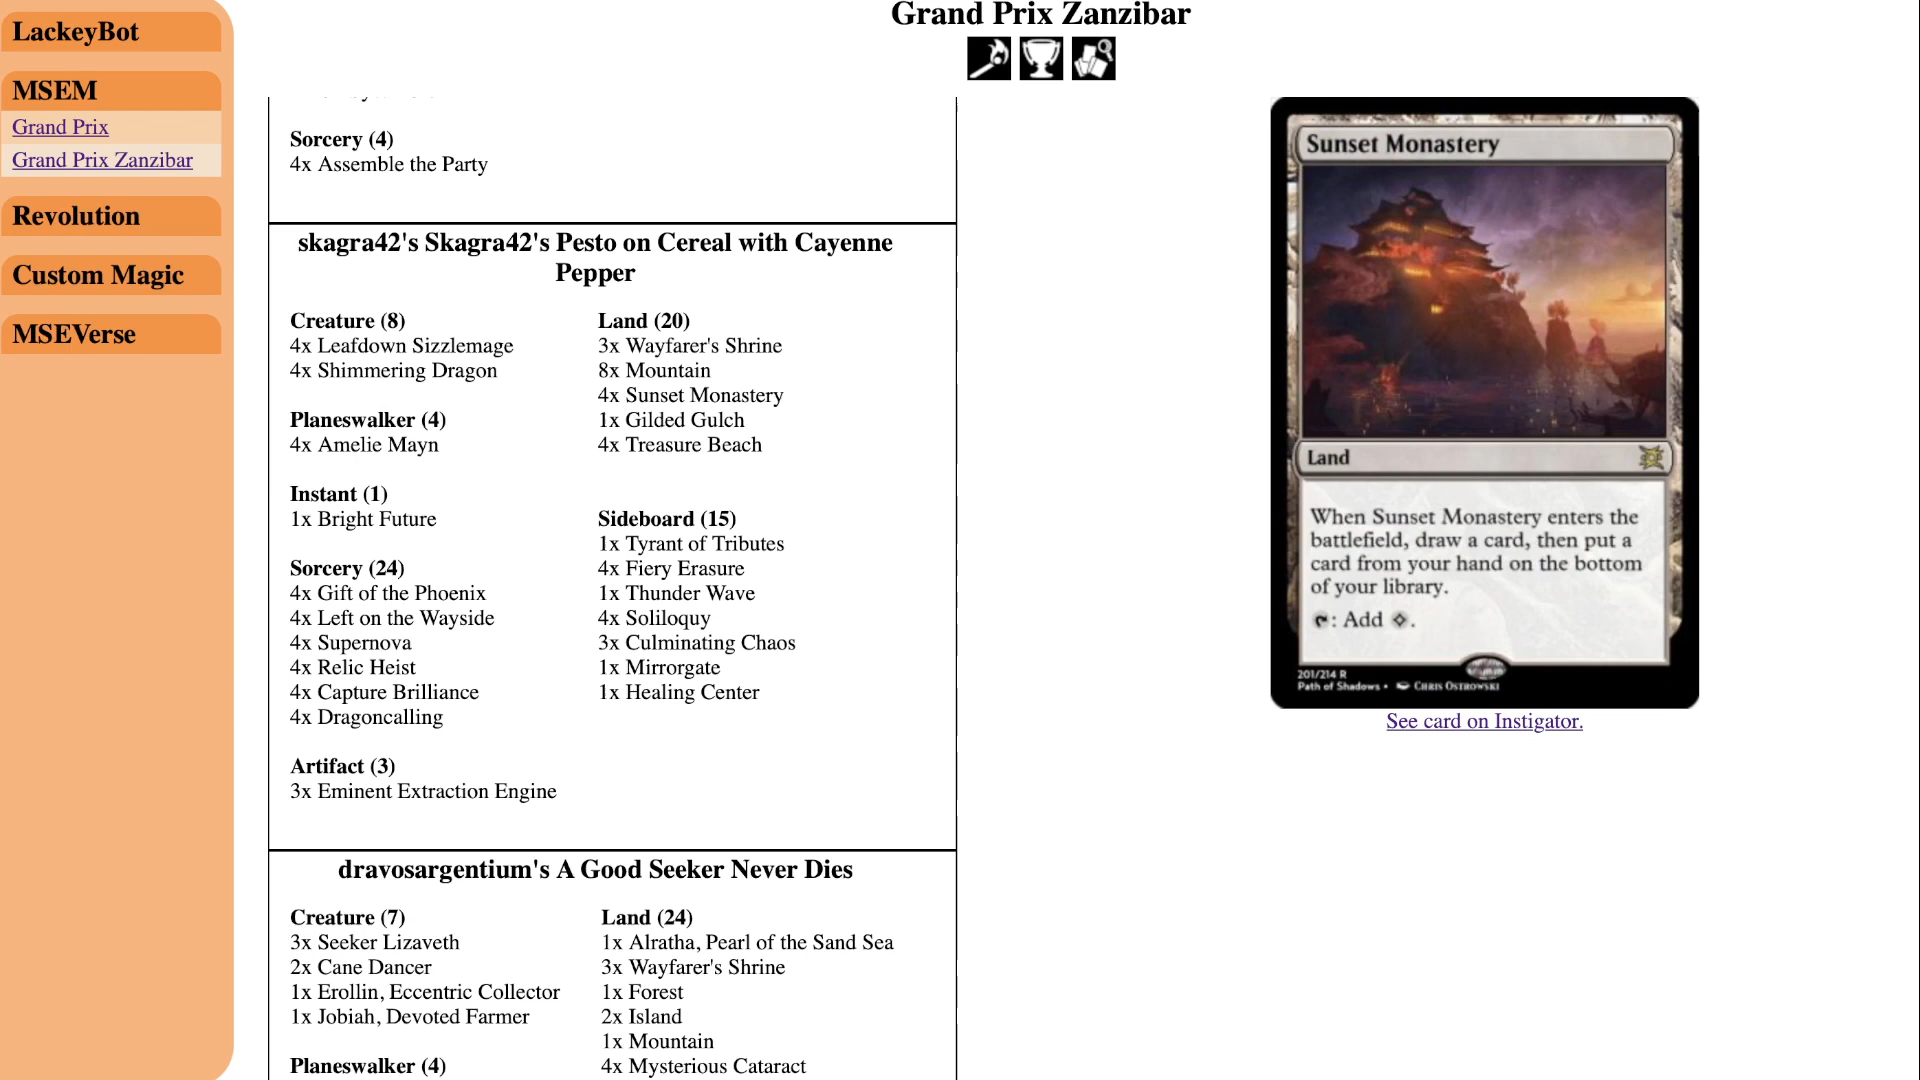 LackeyBot
MSEM
Grand Prix
Grand Prix Zanzibar
Revolution
Custom Magic
MSEVerse
Grand Prix Zanzibar
Sorcery (4)
4x Assemble the Party
skagra42's Skagra42's Pesto on Cereal with Cayenne
Pepper
Creature (8)
4x Leafdown Sizzlemage
4x Shimmering Dragon
Planeswalker (4)
4x Amelie Mayn
Instant (1)
1x Bright Future
Sorcery (24)
4x Gift of the Phoenix
4x Left on the Wayside
4x Supernova
4x Relic Heist
4x Capture Brilliance
4x Dragoncalling
Artifact (3)
3x Eminent Extraction Engine
Land (20)
3x Wayfarer's Shrine
8x Mountain
4x Sunset Monastery
1x Gilded Gulch
4x Treasure Beach
Sideboard (15)
1x Tyrant of Tributes
4x Fiery Erasure
1x Thunder Wave
4x Soliloquy
3x Culminating Chaos
1x Mirrorgate
1x Healing Center
dravosargentium's A Good Seeker Never Dies
Creature (7)
3x Seeker Lizaveth
2x Cane Dancer
1x Erollin, Eccentric Collector
1x Jobiah, Devoted Farmer
Planeswalker (4)
Land (24)
1x Alratha, Pearl of the Sand Sea
3x Wayfarer's Shrine
1x Forest
2x Island
1x Mountain
4x Mysterious Cataract
Sunset Monastery
Land
When Sunset Monastery enters the
battlefield, draw a card, then put a
card from your hand on the bottom
of your library.
: Add .
201/214 R
Path of Shadows • Chris Ostrowski
See card on Instigator.